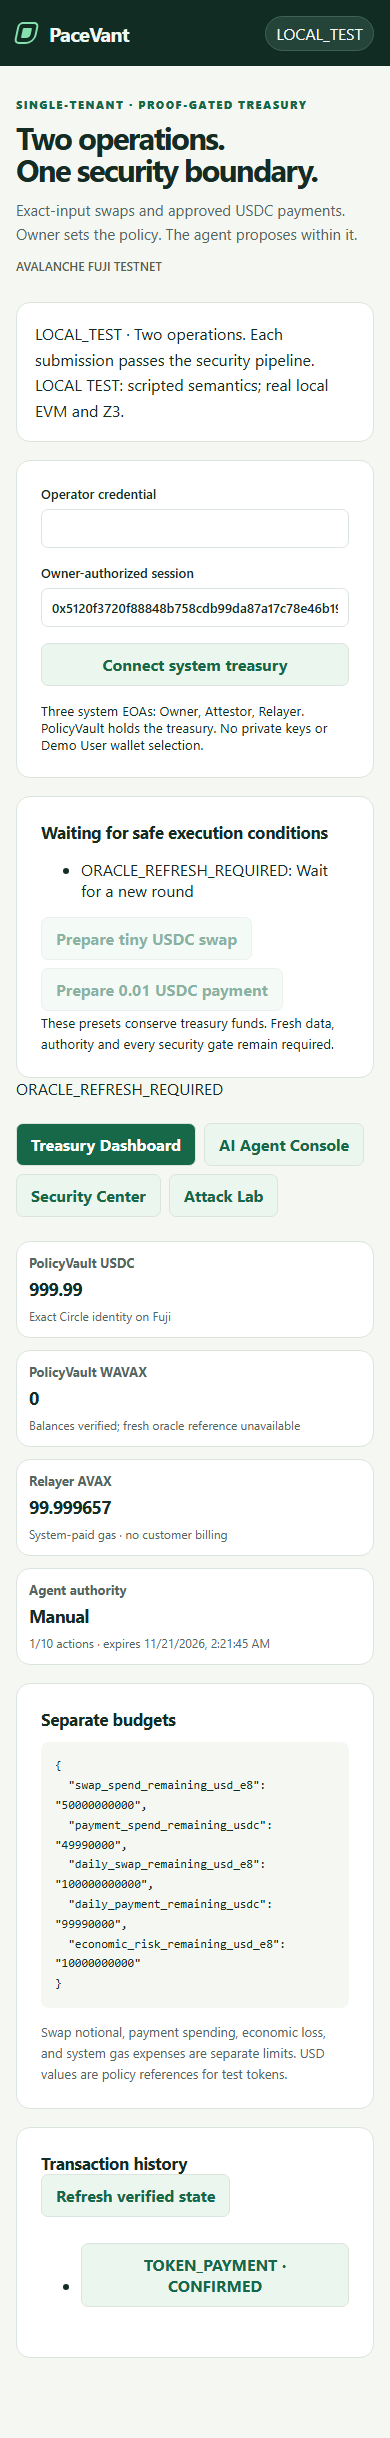 PaceVant
LOCAL_TEST
SINGLE-TENANT · PROOF-GATED TREASURY
Two operations.
One security boundary.
Exact-input swaps and approved USDC payments.
Owner sets the policy. The agent proposes within it.
AVALANCHE FUJI TESTNET
LOCAL_TEST · Two operations. Each
submission passes the security pipeline.
LOCAL TEST: scripted semantics; real local
EVM and Z3.
Operator credential
Owner-authorized session
0x5120f3720f88848b758cdb99da87a17c78e46b19
Connect system treasury
Three system EOAs: Owner, Attestor, Relayer.
PolicyVault holds the treasury. No private keys or
Demo User wallet selection.
Waiting for safe execution conditions
• ORACLE_REFRESH_REQUIRED: Wait
for a new round
Prepare tiny USDC swap
Prepare 0.01 USDC payment
These presets conserve treasury funds. Fresh data,
authority and every security gate remain required.
ORACLE_REFRESH_REQUIRED
Treasury Dashboard
AI Agent Console
Security Center
Attack Lab
PolicyVault USDC
999.99
Exact Circle identity on Fuji
PolicyVault WAVAX
0
Balances verified; fresh oracle reference unavailable
Relayer AVAX
99.999657
System-paid gas · no customer billing
Agent authority
Manual
1/10 actions · expires 11/21/2026, 2:21:45 AM
Separate budgets
{
"swap_spend_remaining_usd_e8":
"50000000000",
"payment_spend_remaining_usdc":
"49990000",
"daily_swap_remaining_usd_e8":
"100000000000",
"daily_payment_remaining_usdc":
"99990000",
"economic_risk_remaining_usd_e8":
"10000000000"
}
Swap notional, payment spending, economic loss,
and system gas expenses are separate limits. USD
values are policy references for test tokens.
Transaction history
Refresh verified state
• TOKEN_PAYMENT ·
CONFIRMED